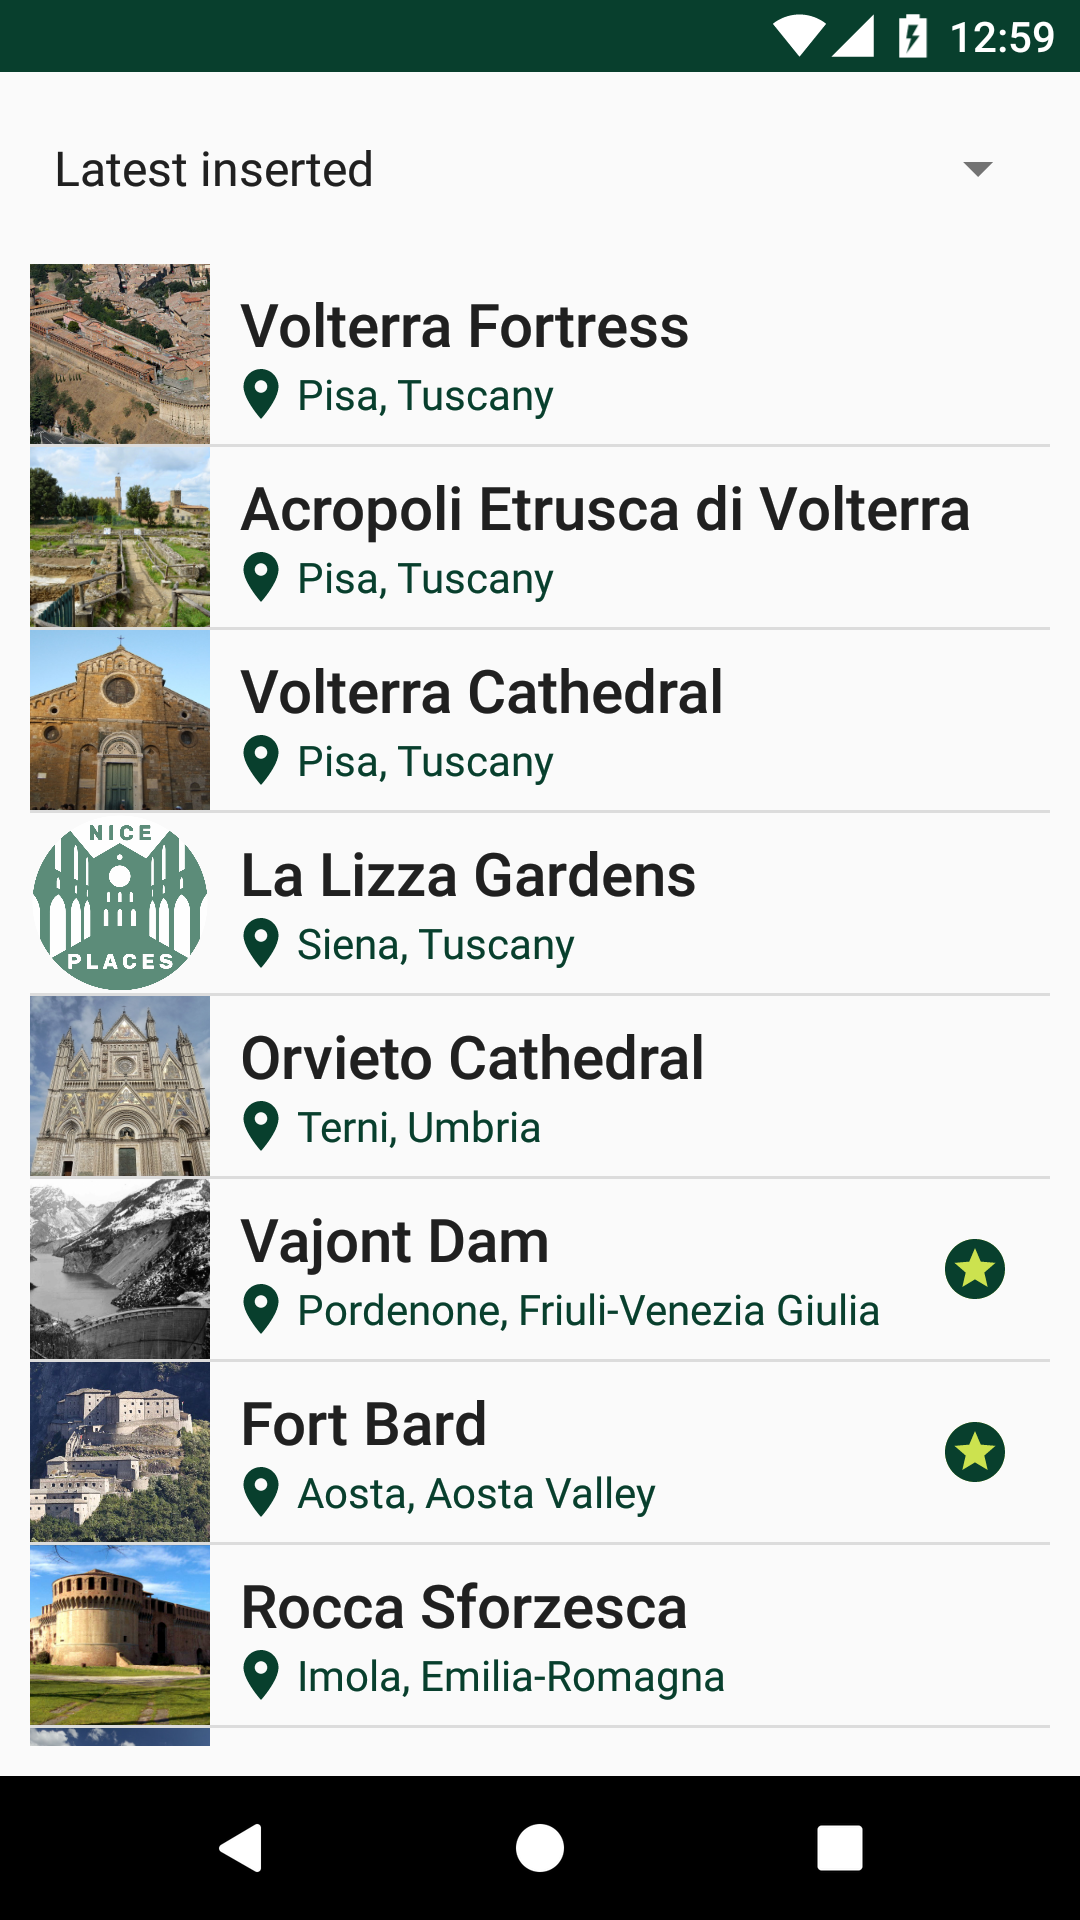 12:59
Latest inserted
Volterra Fortress
Pisa, Tuscany
Acropoli Etrusca di Volterra
Pisa, Tuscany
Volterra Cathedral
Pisa, Tuscany
NICE
PLACES
La Lizza Gardens
Siena, Tuscany
Orvieto Cathedral
Terni, Umbria
Vajont Dam
Pordenone, Friuli-Venezia Giulia
Fort Bard
Aosta, Aosta Valley
Rocca Sforzesca
Imola, Emilia-Romagna